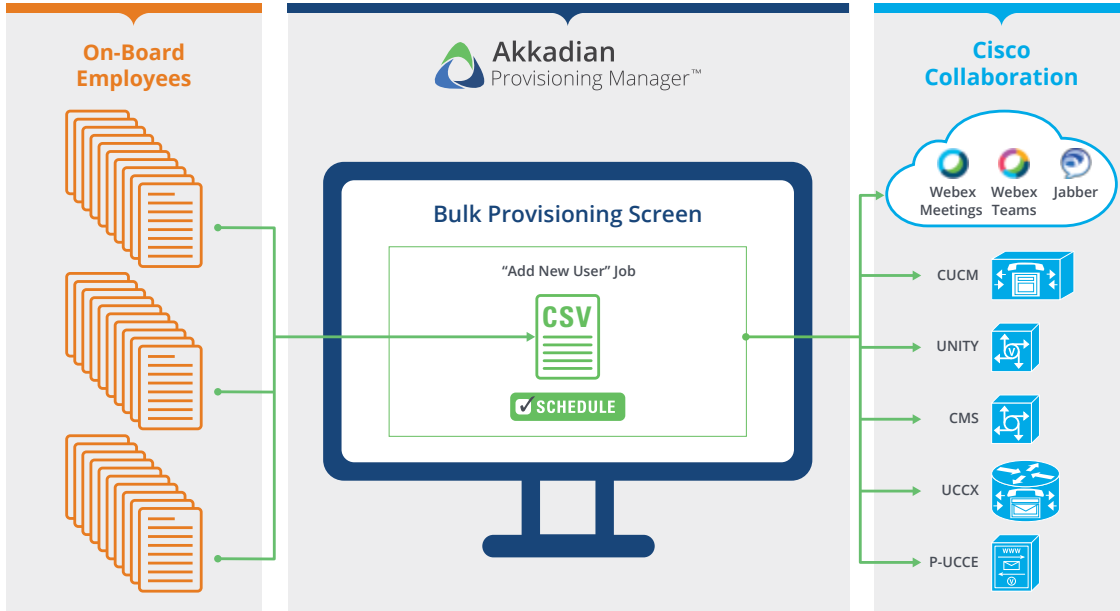 On-Board
Employees
Akkadian
Provisioning Manager™
Bulk Provisioning Screen
“Add New User” Job
CSV
SCHEDULE
Cisco
Collaboration
Webex
Meetings
Webex
Teams
Jabber
CUCM
UNITY
V
CMS
UCCX
P-UCCE
WWW
V